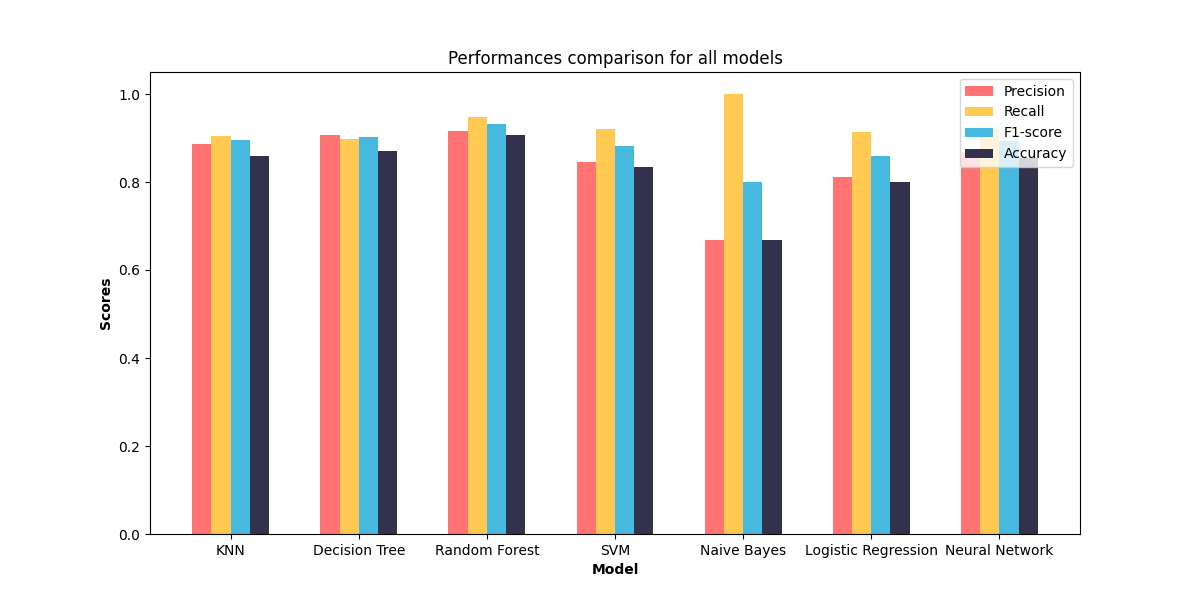 Performances comparison for all models
Precision
Recall
F1-score
Accuracy
1.0
0.8
0.6
0.4
0.2
0.0
Scores
KNN Decision Tree Random Forest SVM Naive Bayes Logistic Regression Neural Network
Model